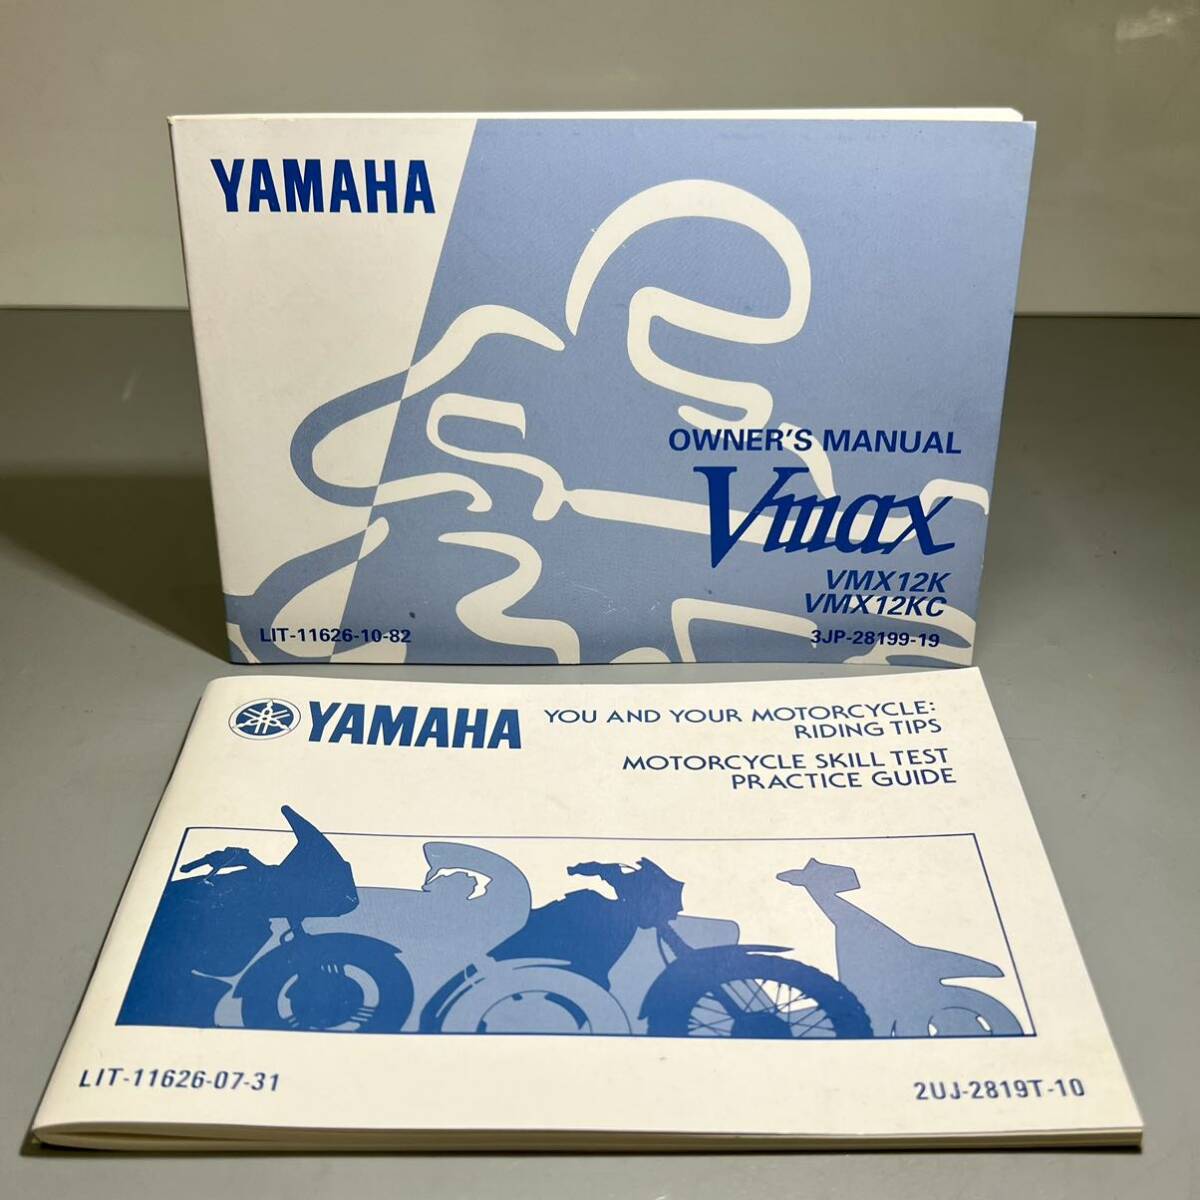 YAMAHA
OWNER'S MANUAL
Vmax
VMX12K
VMX12KC
LIT-11626-10-82
3JP-28199-19
YAMAHA
YOU AND YOUR MOTORCYCLE:
RIDING TIPS
MOTORCYCLE SKILL TEST
PRACTICE GUIDE
LIT-11626-07-31
2UJ-2819T-10